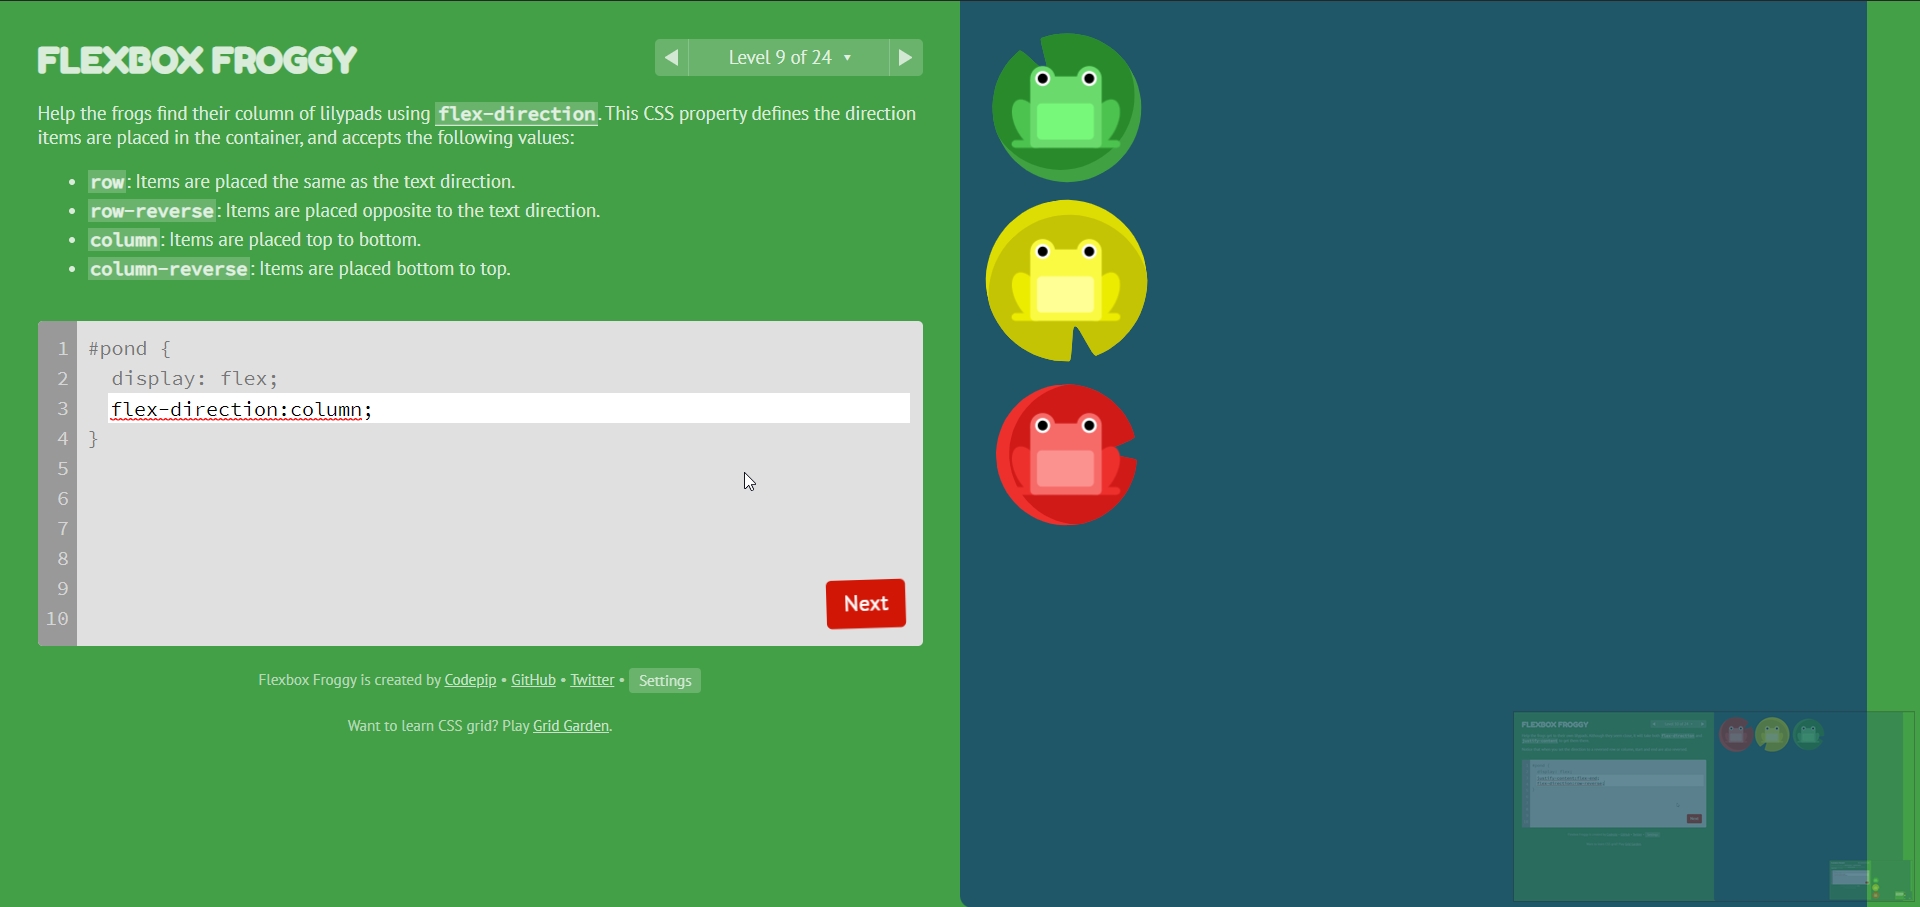 FLEXBOX FROGGY
Level 9 of 24
Help the frogs find their column of lilypads using flex-direction. This CSS property defines the direction
items are placed in the container, and accepts the following values:
• row: Items are placed the same as the text direction.
• row-reverse: Items are placed opposite to the text direction.
• column: Items are placed top to bottom.
• column-reverse: Items are placed bottom to top.
1 #pond {
2 display: flex;
3 flex-direction:column;
4 }
5
6
7
8
9
10
Next
Flexbox Froggy is created by Codepip • GitHub • Twitter • Settings
Want to learn CSS grid? Play Grid Garden.
FLEXBOX FROGGY